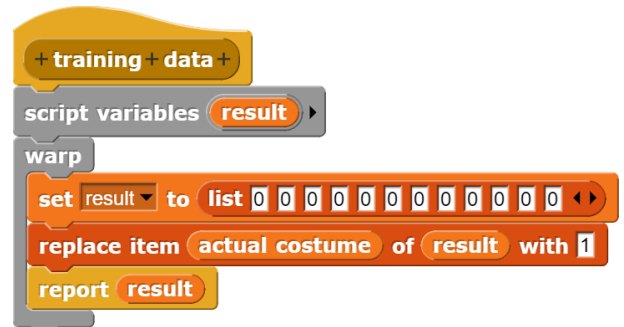 + training + data +
script variables result
warp
set result to list 0 0 0 0 0 0 0 0 0 0 0 0
replace item actual costume of result with 1
report result